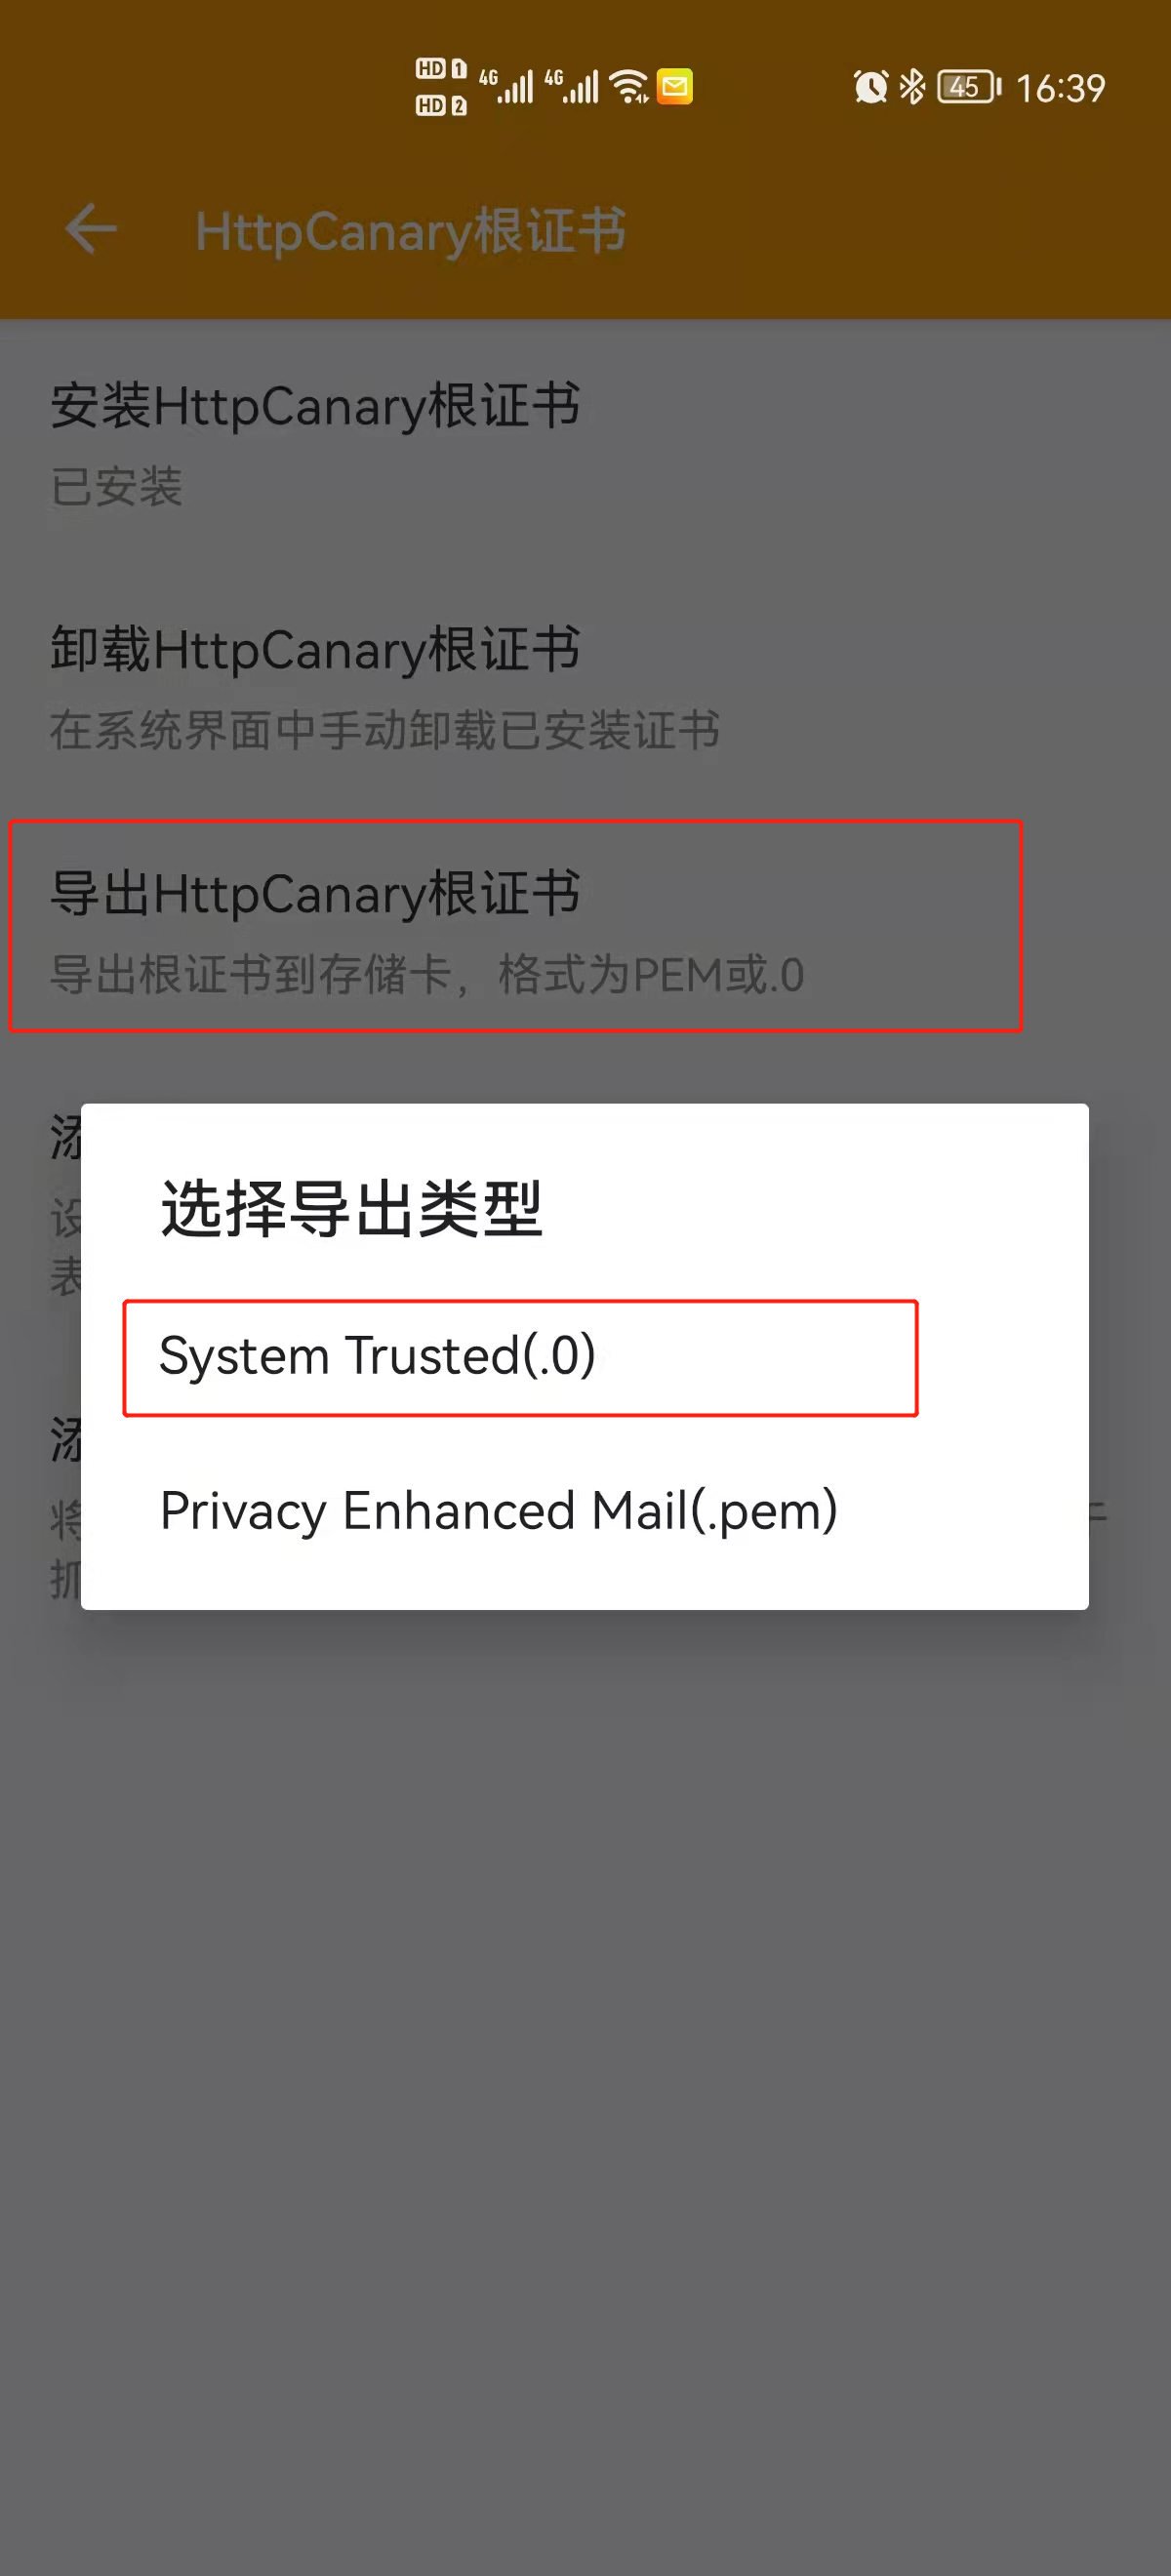 HD 1 4G 4G 45 16:39
HD 2
HttpCanary根证书
安装HttpCanary根证书
已安装
卸载HttpCanary根证书
在系统界面中手动卸载已安装证书
导出HttpCanary根证书
导出根证书到存储卡，格式为PEM或.0
添
设
表
选择导出类型
System Trusted(.0)
添
Privacy Enhanced Mail(.pem)
将
抓